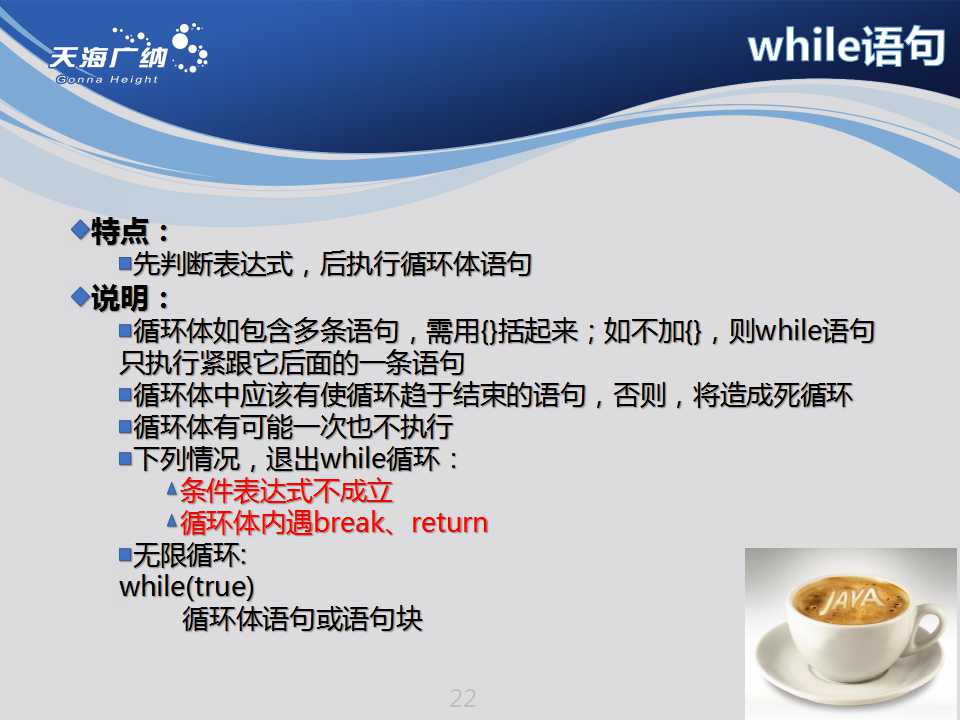 天海广纳
Gonna Height
while语句
特点：
先判断表达式，后执行循环体语句
说明：
循环体如包含多条语句，需用{}括起来；如不加{}，则while语句
只执行紧跟它后面的一条语句
循环体中应该有使循环趋于结束的语句，否则，将造成死循环
循环体有可能一次也不执行
下列情况，退出while循环：
条件表达式不成立
循环体内遇break、return
无限循环:
while(true)
循环体语句或语句块
JAVA
22